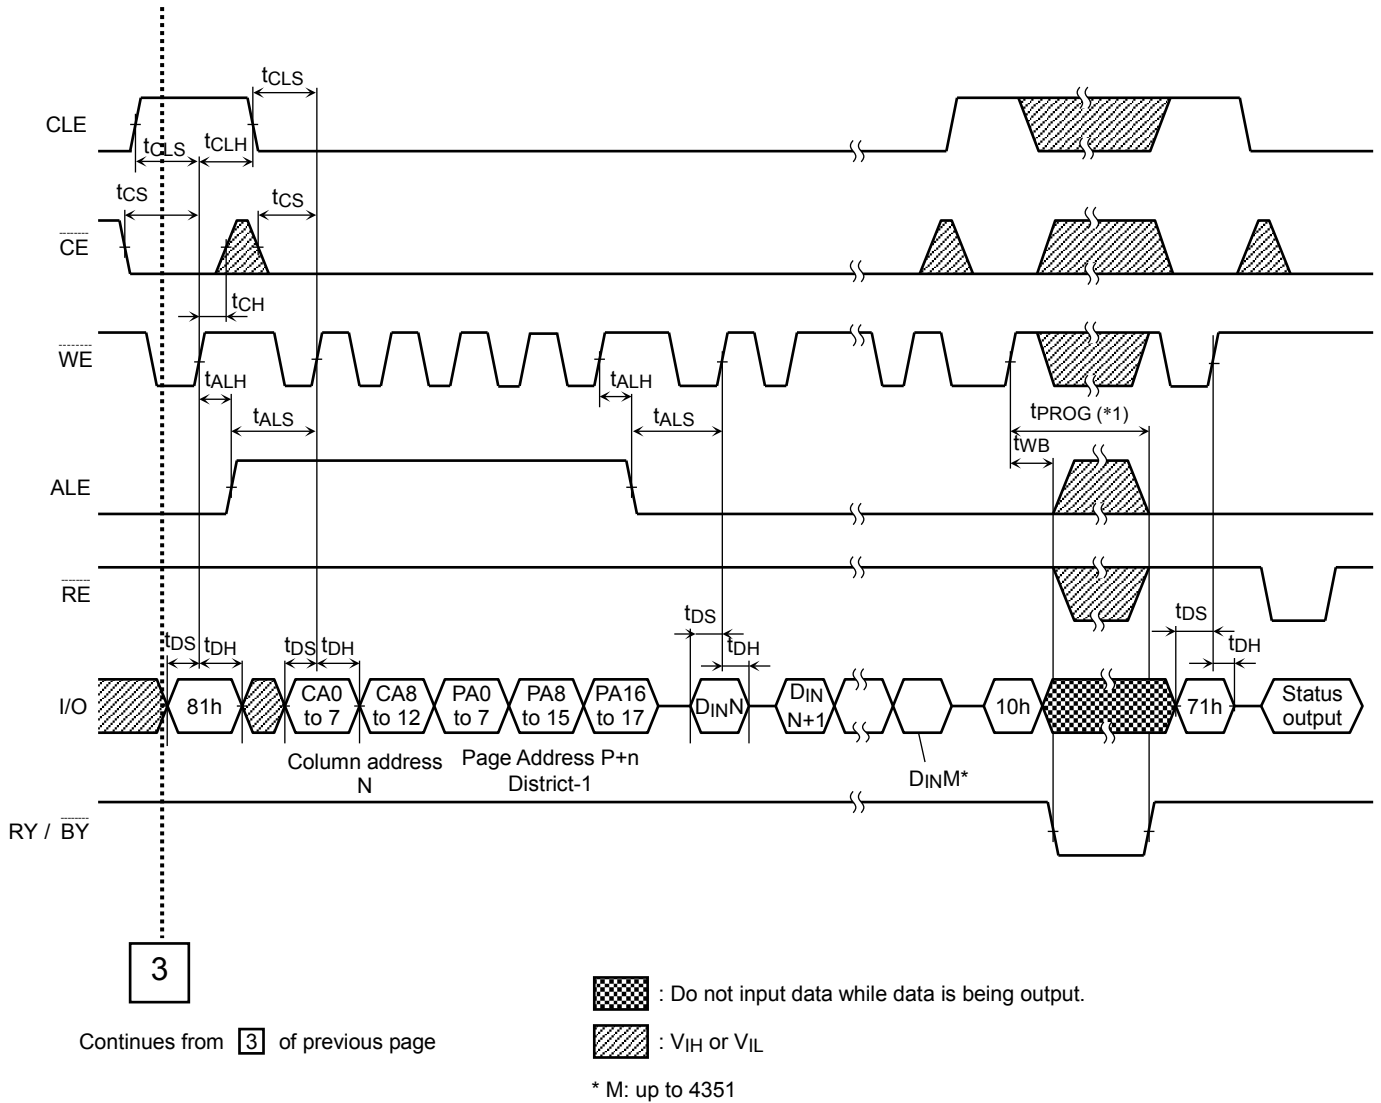 tCLS
CLE
tCLS
tCLH
tCS
tCS
CE
tCH
WE
tALH
tALH
tALS
tALS
tPROG (*1)
tWB
ALE
RE
tDS
tDS
tDS
tDH
tDS
tDH
tDH
tDH
I/O
81h
CA0 to 7
CA8 to 12
PA0 to 7
PA8 to 15
PA16 to 17
DINN
DIN N+1
10h
71h
Status output
Column address N
Page Address P+n District-1
DINM*
RY / BY
3
: Do not input data while data is being output.
Continues from 3 of previous page
: VIH or VIL
* M: up to 4351